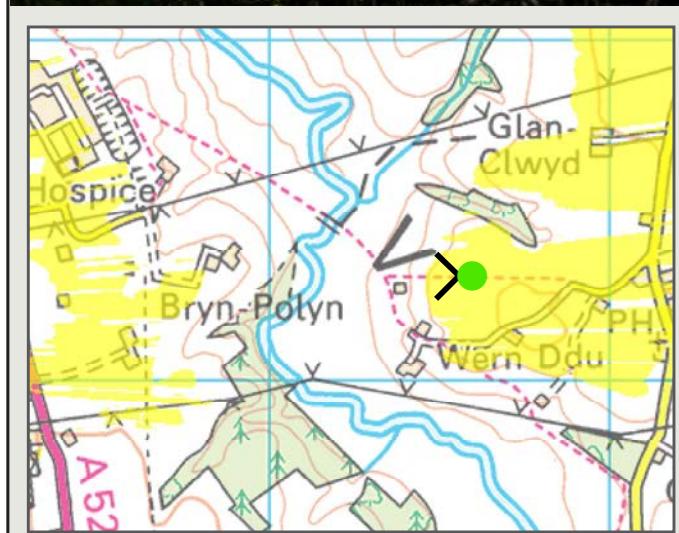 Glan-
Clwyd
Hospice
Bryn-Polyn
PH
Wern Ddu
A 52